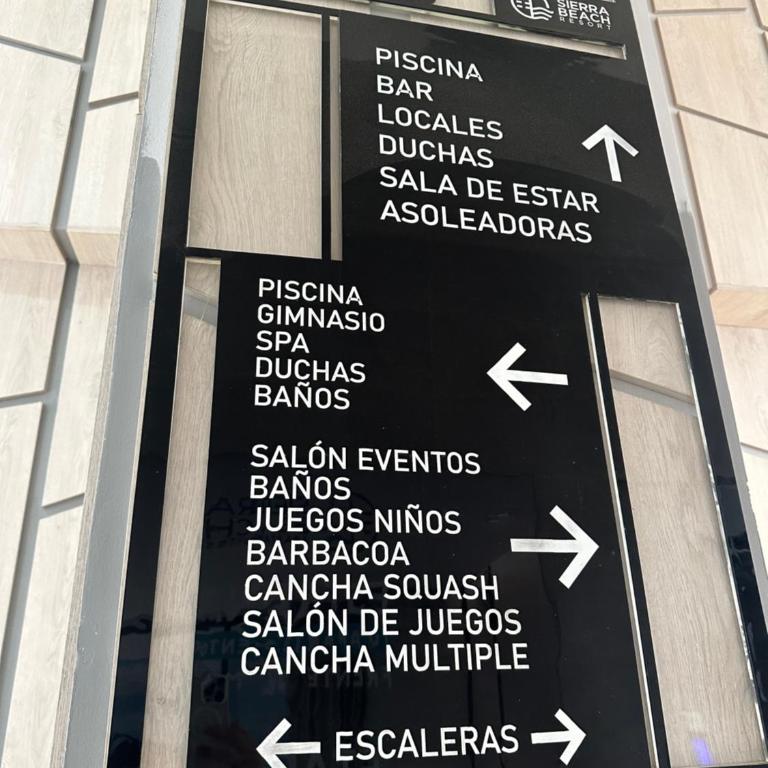 SIERRA
BEACH
RESORT
PISCINA
BAR
LOCALES
DUCHAS
SALA DE ESTAR
ASOLEADORAS
PISCINA
GIMNASIO
SPA
DUCHAS
BAÑOS
SALÓN EVENTOS
BAÑOS
JUEGOS NIÑOS
BARBACOA
CANCHA SQUASH
SALÓN DE JUEGOS
CANCHA MULTIPLE
ESCALERAS